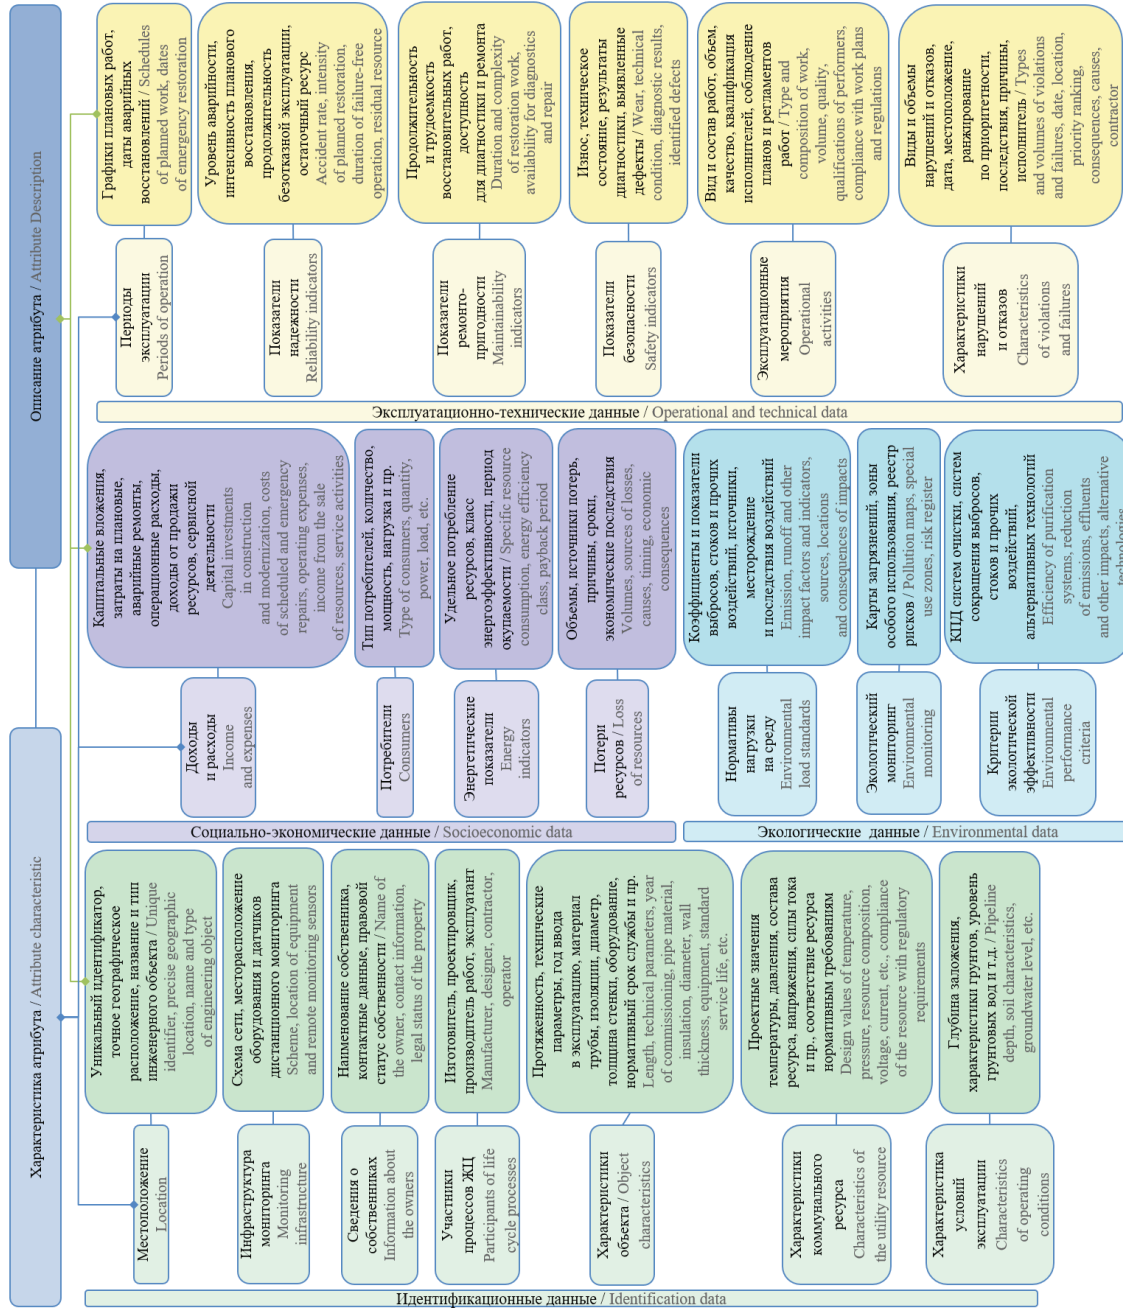 Характеристика атрибута / Attribute characteristic
Описание атрибута / Attribute Description
Идентификационные данные / Identification data
Местоположение
Location
Уникальный идентификатор,
точное географическое
расположение, название и тип
инженерного объекта / Unique
identifier, precise geographic
location, name and type
of engineering object
Инфраструктура
мониторинга
Monitoring
infrastructure
Схема сети, месторасположение
оборудования и датчиков
дистанционного мониторинга
Scheme, location of equipment
and remote monitoring sensors
Сведения о
собственниках
Information about
the owners
Наименование собственника,
контактные данные, правовой
статус собственности / Name of
the owner, contact information,
legal status of the property
Участники
процессов ЖЦ
Participants of life
cycle processes
Изготовитель, проектировщик,
производитель работ, эксплуатант
Manufacturer, designer, contractor,
operator
Характеристики
объекта / Object
characteristics
Протяженность, технические
параметры, год ввода
в эксплуатацию, материал
трубы, изоляции, диаметр,
толщина стенки, оборудование,
нормативный срок службы и пр.
Length, technical parameters, year
of commissioning, pipe material,
insulation, diameter, wall
thickness, equipment, standard
service life, etc.
Характеристики
коммунального
ресурса
Characteristics of
the utility resource
Проектные значения
температуры, давления, состава
ресурса, напряжения, силы тока
и пр., соответствие ресурса
нормативным требованиям
Design values of temperature,
pressure, resource composition,
voltage, current, etc., compliance
of the resource with regulatory
requirements
Характеристика
условий
эксплуатации
Characteristics
of operating
conditions
Глубина заложения,
характеристики грунтов, уровень
грунтовых вод и т.д. / Pipeline
depth, soil characteristics,
groundwater level, etc.
Социально-экономические данные / Socioeconomic data
Доходы
и расходы
Income
and expenses
Капитальные вложения,
затраты на плановые,
аварийные ремонты,
операционные расходы,
доходы от продажи
ресурсов, сервисной
деятельности
Capital investments
in construction
and modernization, costs
of scheduled and emergency
repairs, operating expenses,
income from the sale
of resources, service activities
Потребители
Consumers
Тип потребителей, количество,
мощность, нагрузка и пр.
Type of consumers, quantity,
power, load, etc.
Энергетические
показатели
Energy
indicators
Удельное потребление
ресурсов, класс
энергоэффективности, период
окупаемости / Specific resource
consumption, energy efficiency
class, payback period
Потери
ресурсов / Loss
of resources
Объемы, источники потерь,
причины, сроки,
экономические последствия
Volumes, sources of losses,
causes, timing, economic
consequences
Экологические данные / Environmental data
Нормативы
нагрузки
на среду
Environmental
load standards
Коэффициенты и показатели
выбросов, стоков и прочих
воздействий, источники,
месторождение
и последствия воздействий
Emission, runoff and other
impact factors and indicators,
sources, locations
and consequences of impacts
Экологический
мониторинг
Environmental
monitoring
Карты загрязнений, зоны
особого использования, реестр
рисков / Pollution maps, special
use zones, risk register
Критерии
экологической
эффективности
Environmental
performance
criteria
КПД систем очистки, систем
сокращения выбросов,
стоков и прочих
воздействий,
альтернативных технологий
Efficiency of purification
systems, reduction
of emissions, effluents
and other impacts, alternative
technologies
Эксплуатационно-технические данные / Operational and technical data
Периоды
эксплуатации
Periods of operation
Графики плановых работ,
даты аварийных
восстановлений / Schedules
of planned work, dates
of emergency restoration
Показатели
надежности
Reliability indicators
Уровень аварийности,
интенсивность планового
восстановления,
продолжительность
безотказной эксплуатации,
остаточный ресурс
Accident rate, intensity
of planned restoration,
duration of failure-free
operation, residual resource
Показатели
ремонто-
пригодности
Maintainability
indicators
Продолжительность
и трудоемкость
восстановительных работ,
доступность
для диагностики и ремонта
Duration and complexity
of restoration work,
availability for diagnostics
and repair
Показатели
безопасности
Safety indicators
Износ, техническое
состояние, результаты
диагностики, выявленные
дефекты / Wear, technical
condition, diagnostic results,
identified defects
Эксплуатационные
мероприятия
Operational
activities
Вид и состав работ, объем,
качество, квалификация
исполнителей, соблюдение
планов и регламентов
работ / Type and
composition of work,
volume, quality,
qualifications of performers,
compliance with work plans
and regulations
Характеристики
нарушений
и отказов
Characteristics
of violations
and failures
Виды и объемы
нарушений и отказов,
дата, местоположение,
ранжирование
по приоритетности,
последствия, причины,
исполнитель / Types
and volumes of violations
and failures, date, location,
priority ranking,
consequences, causes,
contractor